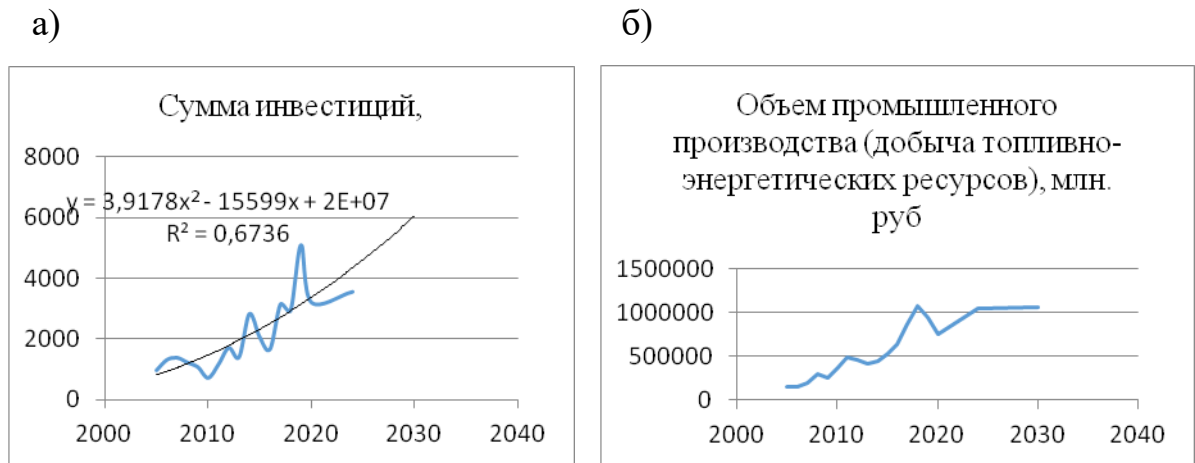 а)
б)
Сумма инвестиций,
8000
y = 3,9178x² - 15599x + 2E+07
6000
R² = 0,6736
4000
2000
0
2000 2010 2020 2030 2040
Объем промышленного
производства (добыча топливно-
энергетических ресурсов), млн.
руб
1500000
1000000
500000
0
2000 2010 2020 2030 2040